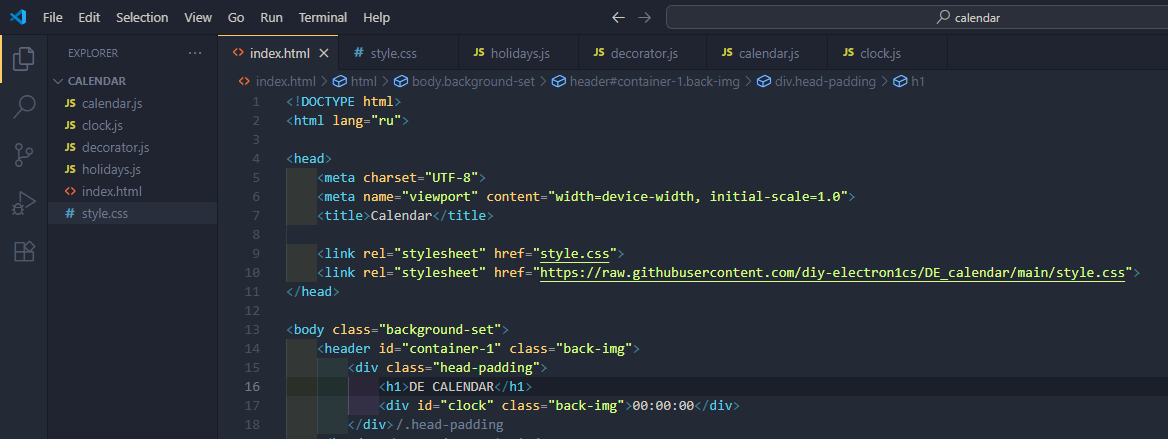 File Edit Selection View Go Run Terminal Help calendar
EXPLORER ···
CALENDAR
JS calendar.js
JS clock.js
JS decorator.js
JS holidays.js
<> index.html
# style.css
<> index.html × # style.css JS holidays.js JS decorator.js JS calendar.js JS clock.js
<> index.html > html > body.background-set > header#container-1.back-img > div.head-padding > h1
1 <!DOCTYPE html>
2 <html lang="ru">
3
4 <head>
5 <meta charset="UTF-8">
6 <meta name="viewport" content="width=device-width, initial-scale=1.0">
7 <title>Calendar</title>
8
9 <link rel="stylesheet" href="style.css">
10 <link rel="stylesheet" href="https://raw.githubusercontent.com/diy-electron1cs/DE_calendar/main/style.css">
11 </head>
12
13 <body class="background-set">
14 <header id="container-1" class="back-img">
15 <div class="head-padding">
16 <h1>DE CALENDAR</h1>
17 <div id="clock" class="back-img">00:00:00</div>
18 </div>/.head-padding